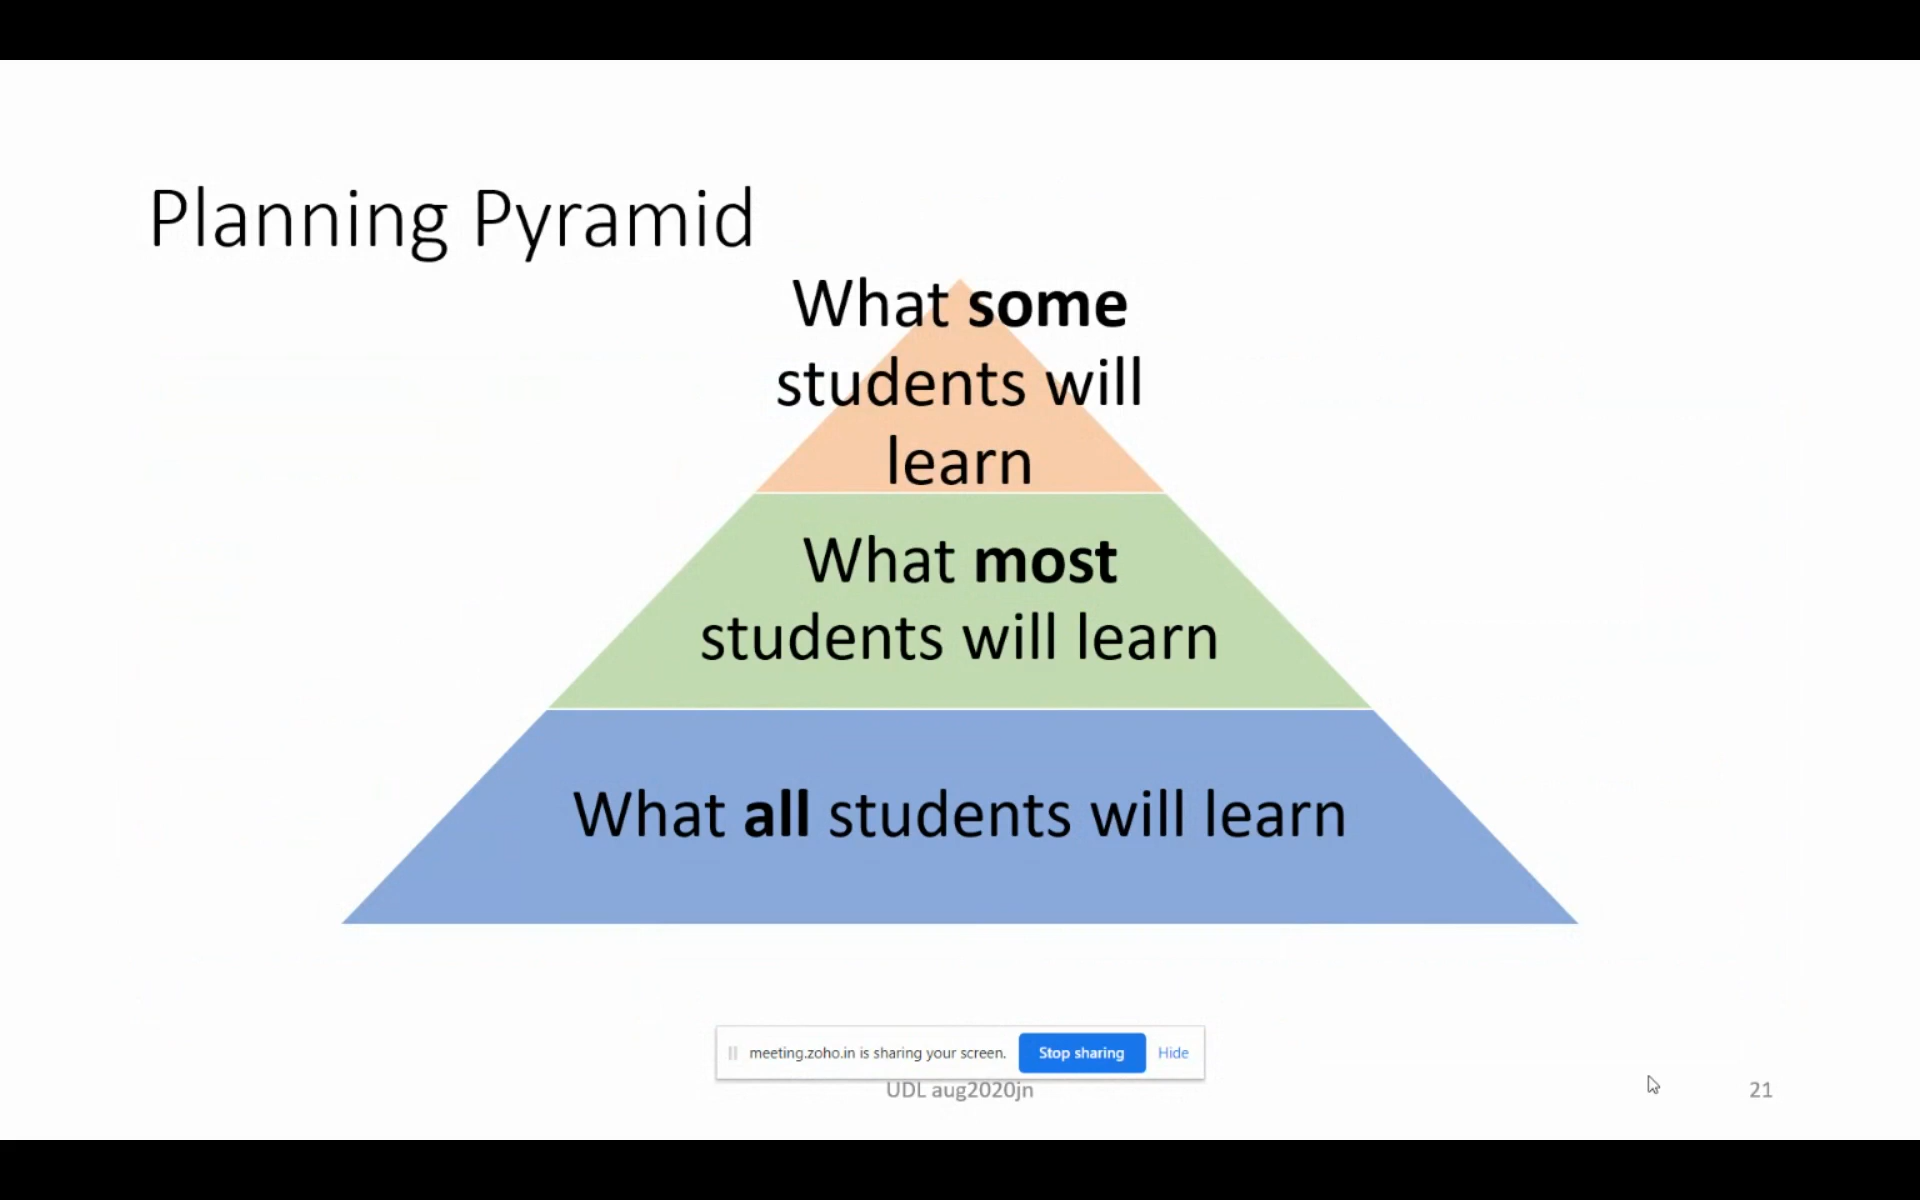 Planning Pyramid
What some
students will
learn
What most
students will learn
What all students will learn
meeting.zoho.in is sharing your screen. Stop sharing Hide
UDL aug2020jn
21